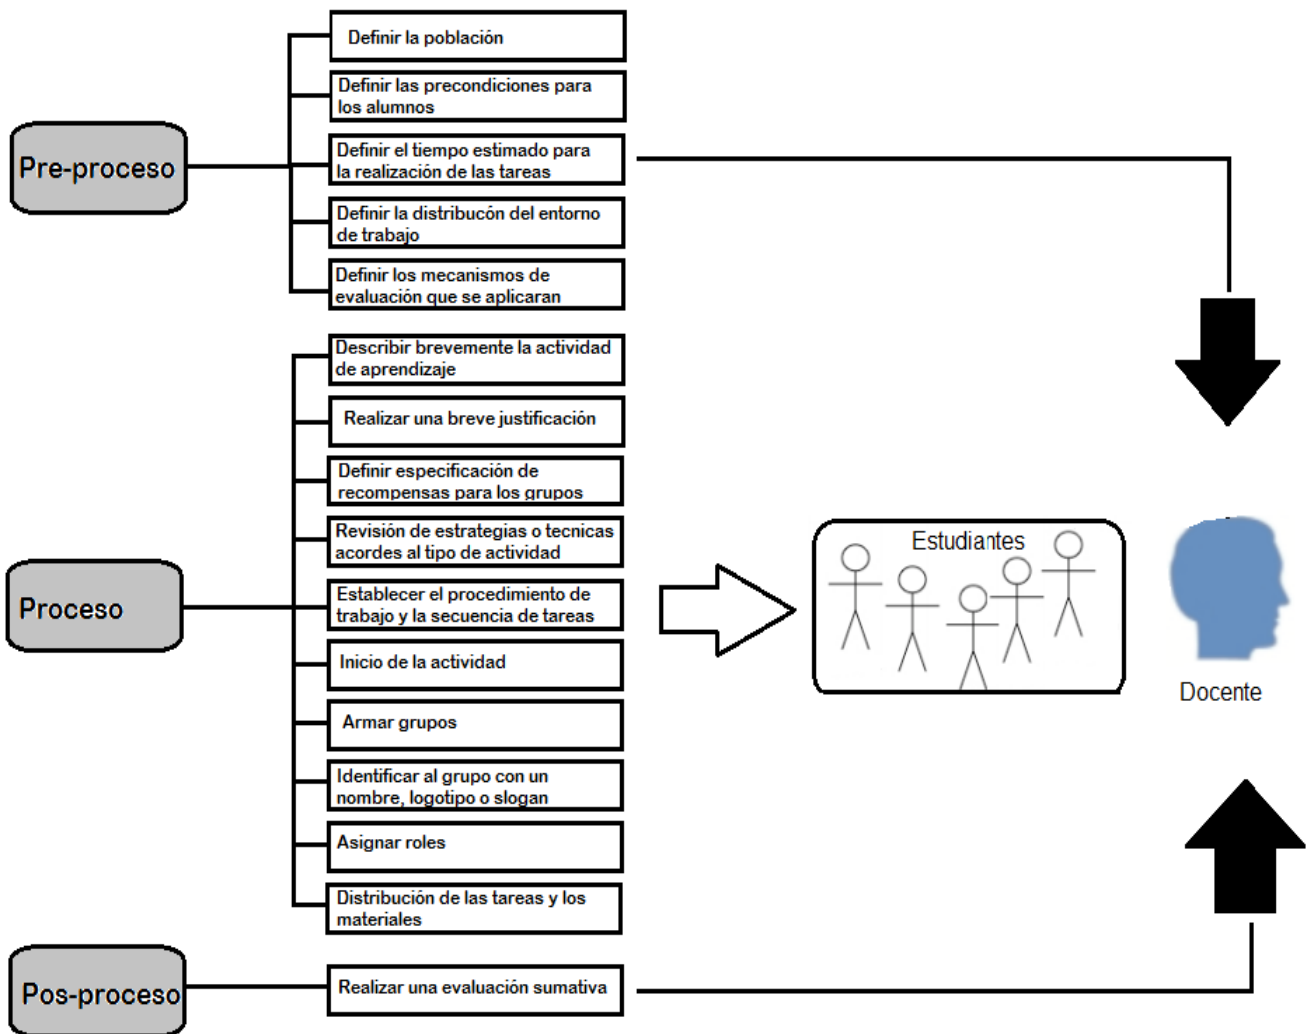 Definir la población
Definir las precondiciones para
los alumnos
Pre-proceso
Definir el tiempo estimado para
la realización de las tareas
Definir la distribucón del entorno
de trabajo
Definir los mecanismos de
evaluación que se aplicaran
Describir brevemente la actividad
de aprendizaje
Realizar una breve justificación
Definir especificación de
recompensas para los grupos
Revisión de estrategias o tecnicas
acordes al tipo de actividad
Proceso
Establecer el procedimiento de
trabajo y la secuencia de tareas
Inicio de la actividad
Armar grupos
Identificar al grupo con un
nombre, logotipo o slogan
Asignar roles
Distribución de las tareas y los
materiales
Estudiantes
Docente
Pos-proceso
Realizar una evaluación sumativa